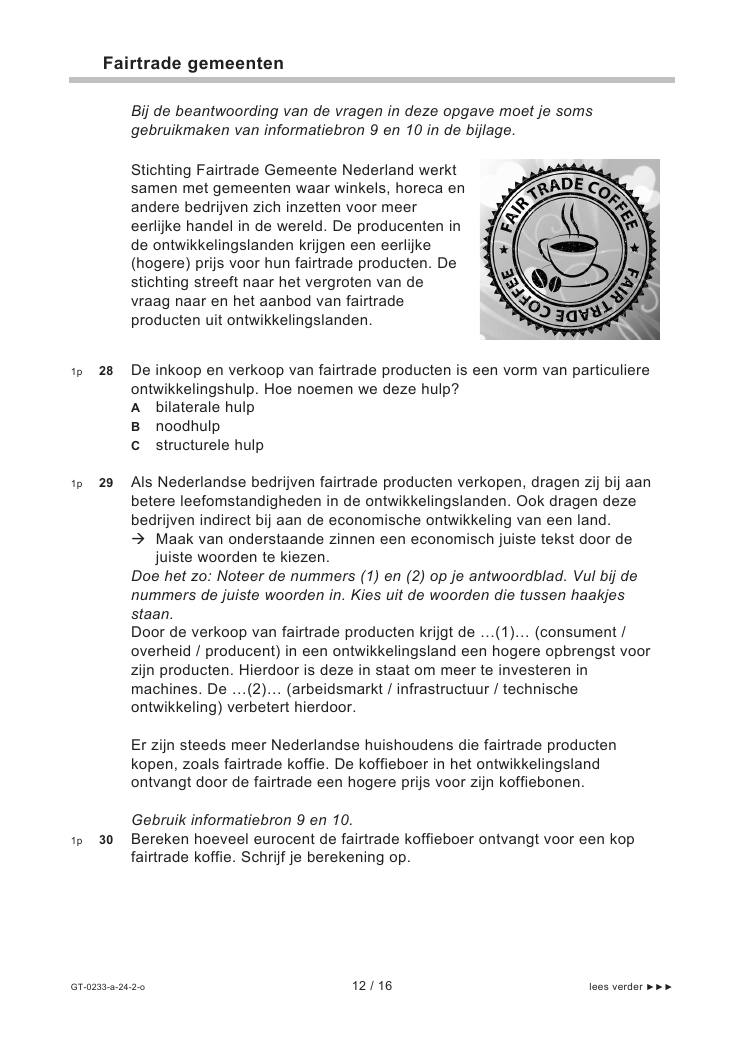 Fairtrade gemeenten
Bij de beantwoording van de vragen in deze opgave moet je soms
gebruikmaken van informatiebron 9 en 10 in de bijlage.
Stichting Fairtrade Gemeente Nederland werkt
samen met gemeenten waar winkels, horeca en
andere bedrijven zich inzetten voor meer
eerlijke handel in de wereld. De producenten in
de ontwikkelingslanden krijgen een eerlijke
(hogere) prijs voor hun fairtrade producten. De
stichting streeft naar het vergroten van de
vraag naar en het aanbod van fairtrade
producten uit ontwikkelingslanden.
FAIR TRADE COFFEE
FAIR TRADE COFFEE
1p 28 De inkoop en verkoop van fairtrade producten is een vorm van particuliere
ontwikkelingshulp. Hoe noemen we deze hulp?
A bilaterale hulp
B noodhulp
C structurele hulp
1p 29 Als Nederlandse bedrijven fairtrade producten verkopen, dragen zij bij aan
betere leefomstandigheden in de ontwikkelingslanden. Ook dragen deze
bedrijven indirect bij aan de economische ontwikkeling van een land.
→ Maak van onderstaande zinnen een economisch juiste tekst door de
juiste woorden te kiezen.
Doe het zo: Noteer de nummers (1) en (2) op je antwoordblad. Vul bij de
nummers de juiste woorden in. Kies uit de woorden die tussen haakjes
staan.
Door de verkoop van fairtrade producten krijgt de …(1)… (consument /
overheid / producent) in een ontwikkelingsland een hogere opbrengst voor
zijn producten. Hierdoor is deze in staat om meer te investeren in
machines. De …(2)… (arbeidsmarkt / infrastructuur / technische
ontwikkeling) verbetert hierdoor.
Er zijn steeds meer Nederlandse huishoudens die fairtrade producten
kopen, zoals fairtrade koffie. De koffieboer in het ontwikkelingsland
ontvangt door de fairtrade een hogere prijs voor zijn koffiebonen.
Gebruik informatiebron 9 en 10.
1p 30 Bereken hoeveel eurocent de fairtrade koffieboer ontvangt voor een kop
fairtrade koffie. Schrijf je berekening op.
GT-0233-a-24-2-o 12 / 16 lees verder ►►►